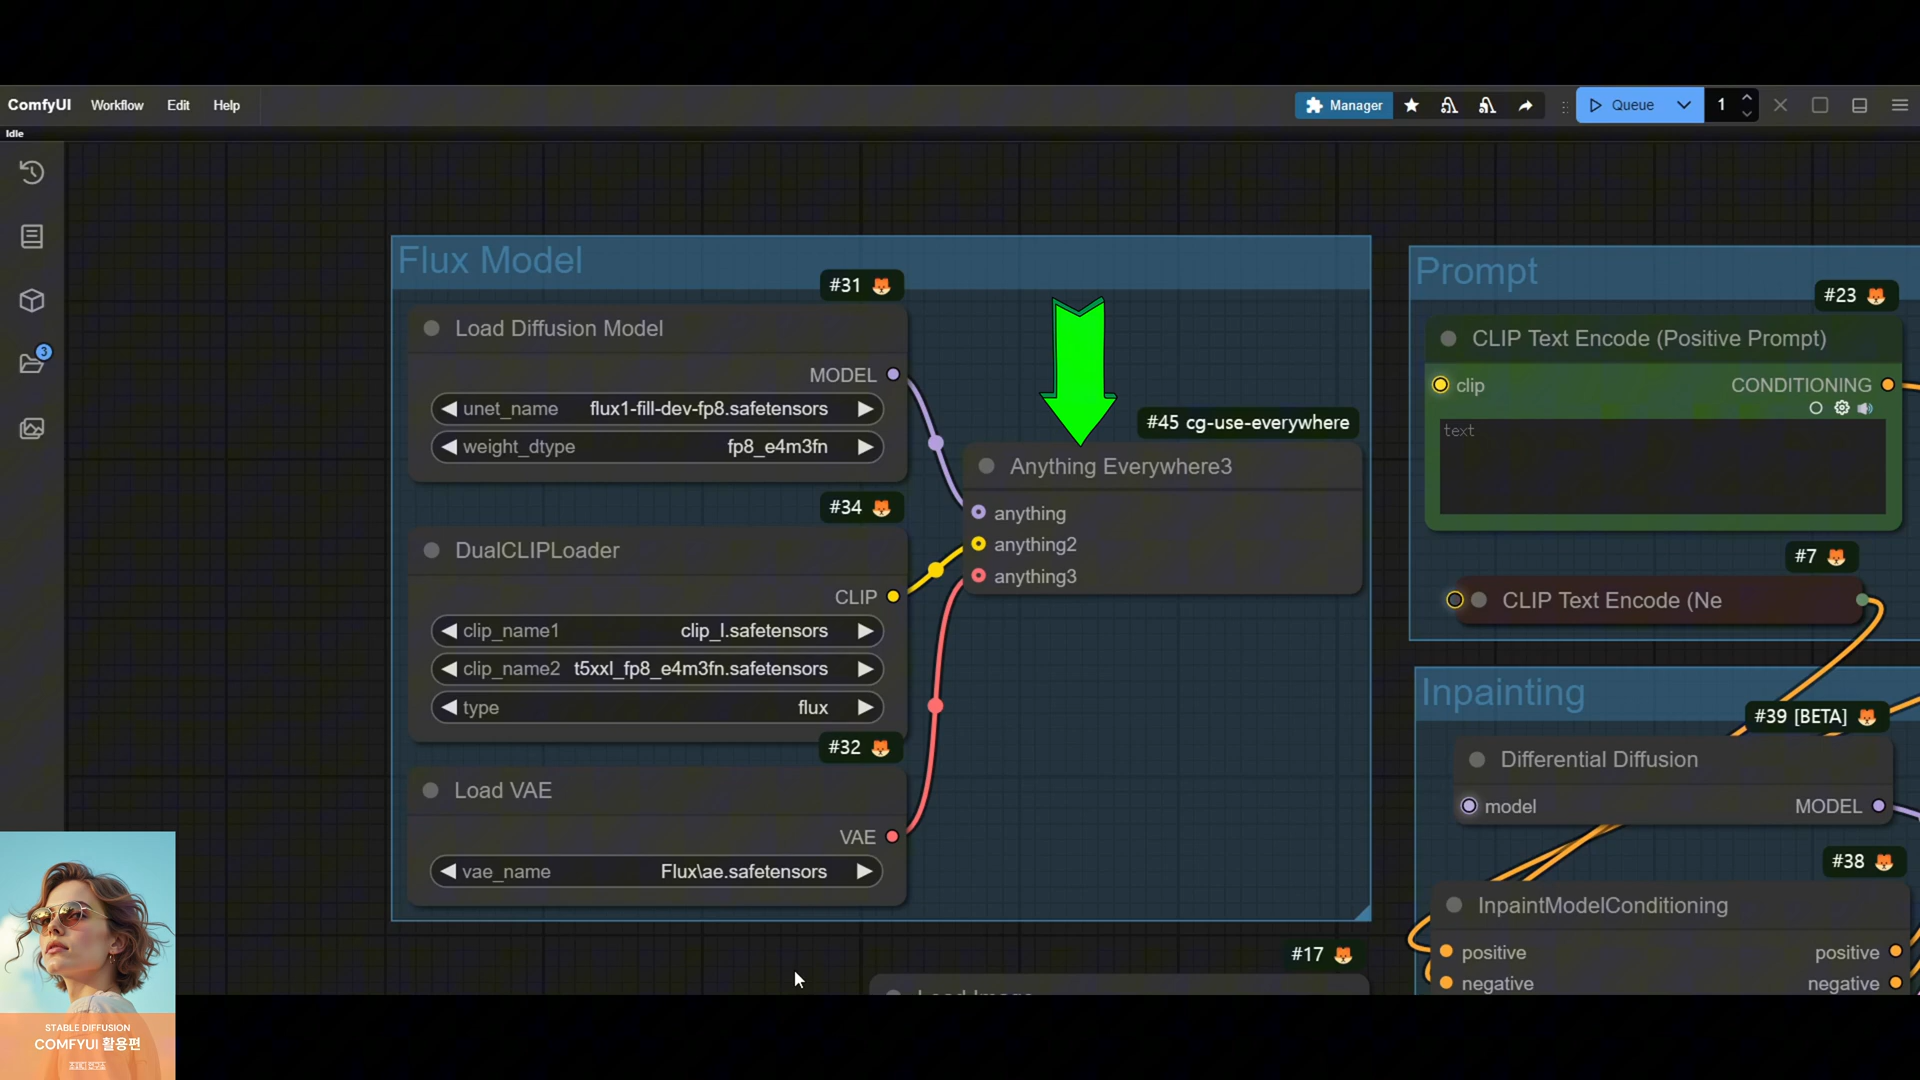 ComfyUI Workflow Edit Help Manager Queue 1
Idle
3
Flux Model
#31
Load Diffusion Model
MODEL
unet_name flux1-fill-dev-fp8.safetensors
weight_dtype fp8_e4m3fn
#34
DualCLIPLoader
CLIP
clip_name1 clip_l.safetensors
clip_name2 t5xxl_fp8_e4m3fn.safetensors
type flux
#32
Load VAE
VAE
vae_name Flux\ae.safetensors
#45 cg-use-everywhere
Anything Everywhere3
anything
anything2
anything3
#17
Load Image
Prompt
#23
CLIP Text Encode (Positive Prompt)
clip CONDITIONING
text
#7
CLIP Text Encode (Ne
Inpainting
#39 [BETA]
Differential Diffusion
model MODEL
#38
InpaintModelConditioning
positive positive
negative negative
STABLE DIFFUSION
COMFYUI 활용편